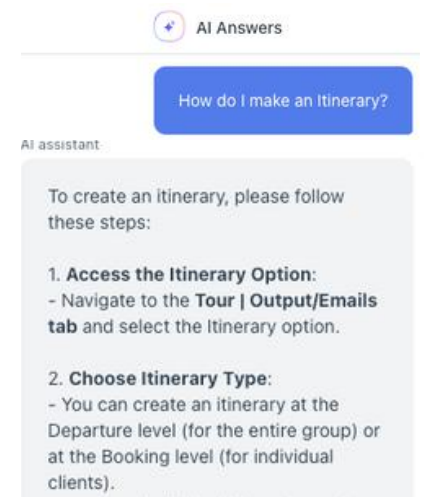 AI Answers
How do I make an Itinerary?
AI assistant
To create an itinerary, please follow
these steps:
1. Access the Itinerary Option:
- Navigate to the Tour | Output/Emails
tab and select the Itinerary option.
2. Choose Itinerary Type:
- You can create an itinerary at the
Departure level (for the entire group) or
at the Booking level (for individual
clients).